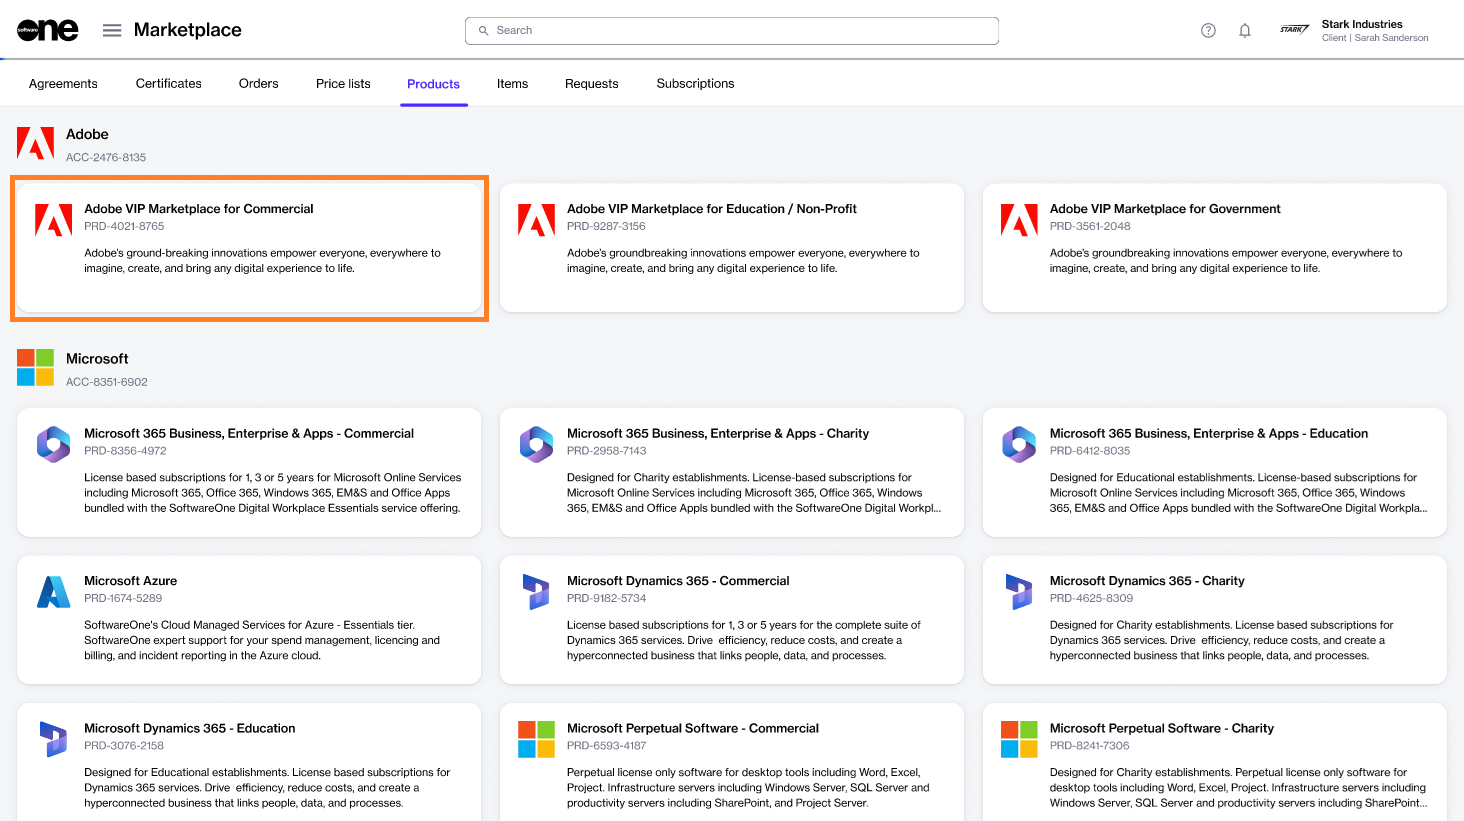 software one
Marketplace
Search
STARK
Stark Industries
Client | Sarah Sanderson
Agreements
Certificates
Orders
Price lists
Products
Items
Requests
Subscriptions
Adobe
ACC-2476-8135
Adobe VIP Marketplace for Commercial
PRD-4021-8765
Adobe's ground-breaking innovations empower everyone, everywhere to
imagine, create, and bring any digital experience to life.
Adobe VIP Marketplace for Education / Non-Profit
PRD-9287-3156
Adobe's groundbreaking innovations empower everyone, everywhere to
imagine, create, and bring any digital experience to life.
Adobe VIP Marketplace for Government
PRD-3561-2048
Adobe's groundbreaking innovations empower everyone, everywhere to
imagine, create, and bring any digital experience to life.
Microsoft
ACC-8351-6902
Microsoft 365 Business, Enterprise & Apps - Commercial
PRD-8356-4972
License based subscriptions for 1, 3 or 5 years for Microsoft Online Services
including Microsoft 365, Office 365, Windows 365, EM&S and Office Apps
bundled with the SoftwareOne Digital Workplace Essentials service offering.
Microsoft 365 Business, Enterprise & Apps - Charity
PRD-2958-7143
Designed for Charity establishments. License-based subscriptions for
Microsoft Online Services including Microsoft 365, Office 365, Windows
365, EM&S and Office Appls bundled with the SoftwareOne Digital Workpl...
Microsoft 365 Business, Enterprise & Apps - Education
PRD-6412-8035
Designed for Educational establishments. License-based subscriptions for
Microsoft Online Services including Microsoft 365, Office 365, Windows
365, EM&S and Office Apps bundled with the SoftwareOne Digital Workpla...
Microsoft Azure
PRD-1674-5289
SoftwareOne's Cloud Managed Services for Azure - Essentials tier.
SoftwareOne expert support for your spend management, licencing and
billing, and incident reporting in the Azure cloud.
Microsoft Dynamics 365 - Commercial
PRD-9182-5734
License based subscriptions for 1, 3 or 5 years for the complete suite of
Dynamics 365 services. Drive efficiency, reduce costs, and create a
hyperconnected business that links people, data, and processes.
Microsoft Dynamics 365 - Charity
PRD-4625-8309
Designed for Charity establishments. License based subscriptions for
Dynamics 365 services. Drive efficiency, reduce costs, and create a
hyperconnected business that links people, data, and processes.
Microsoft Dynamics 365 - Education
PRD-3076-2158
Designed for Educational establishments. License based subscriptions for
Dynamics 365 services. Drive efficiency, reduce costs, and create a
hyperconnected business that links people, data, and processes.
Microsoft Perpetual Software - Commercial
PRD-6593-4187
Perpetual license only software for desktop tools including Word, Excel,
Project. Infrastructure servers including Windows Server, SQL Server and
productivity servers including SharePoint, and Project Server.
Microsoft Perpetual Software - Charity
PRD-8241-7306
Designed for Charity establishments. Perpetual license only software for
desktop tools including Word, Excel, Project. Infrastructure servers including
Windows Server, SQL Server and productivity servers including SharePoint...